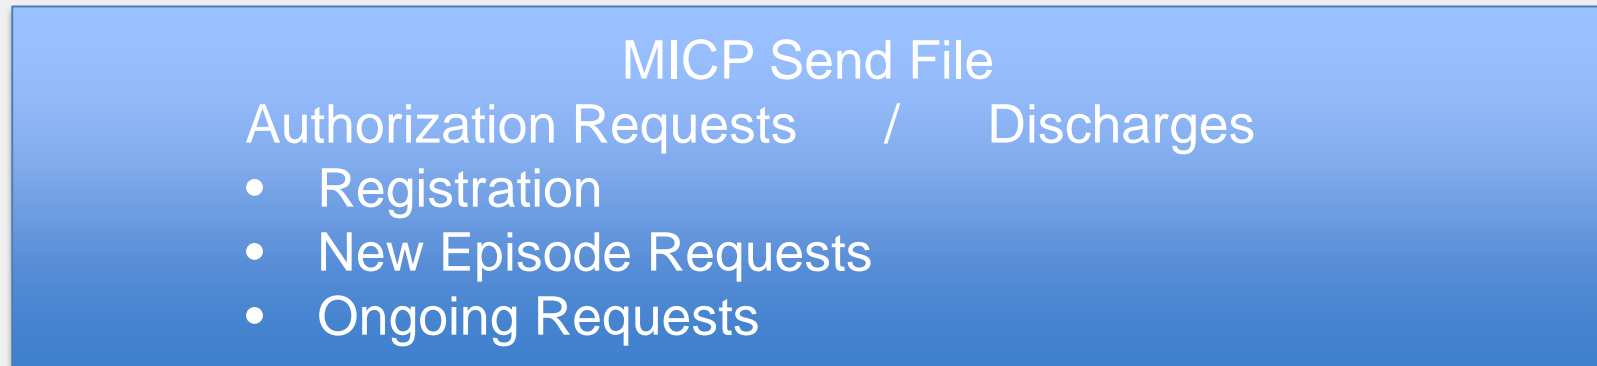 MICP Send File
Authorization Requests / Discharges
• Registration
• New Episode Requests
• Ongoing Requests